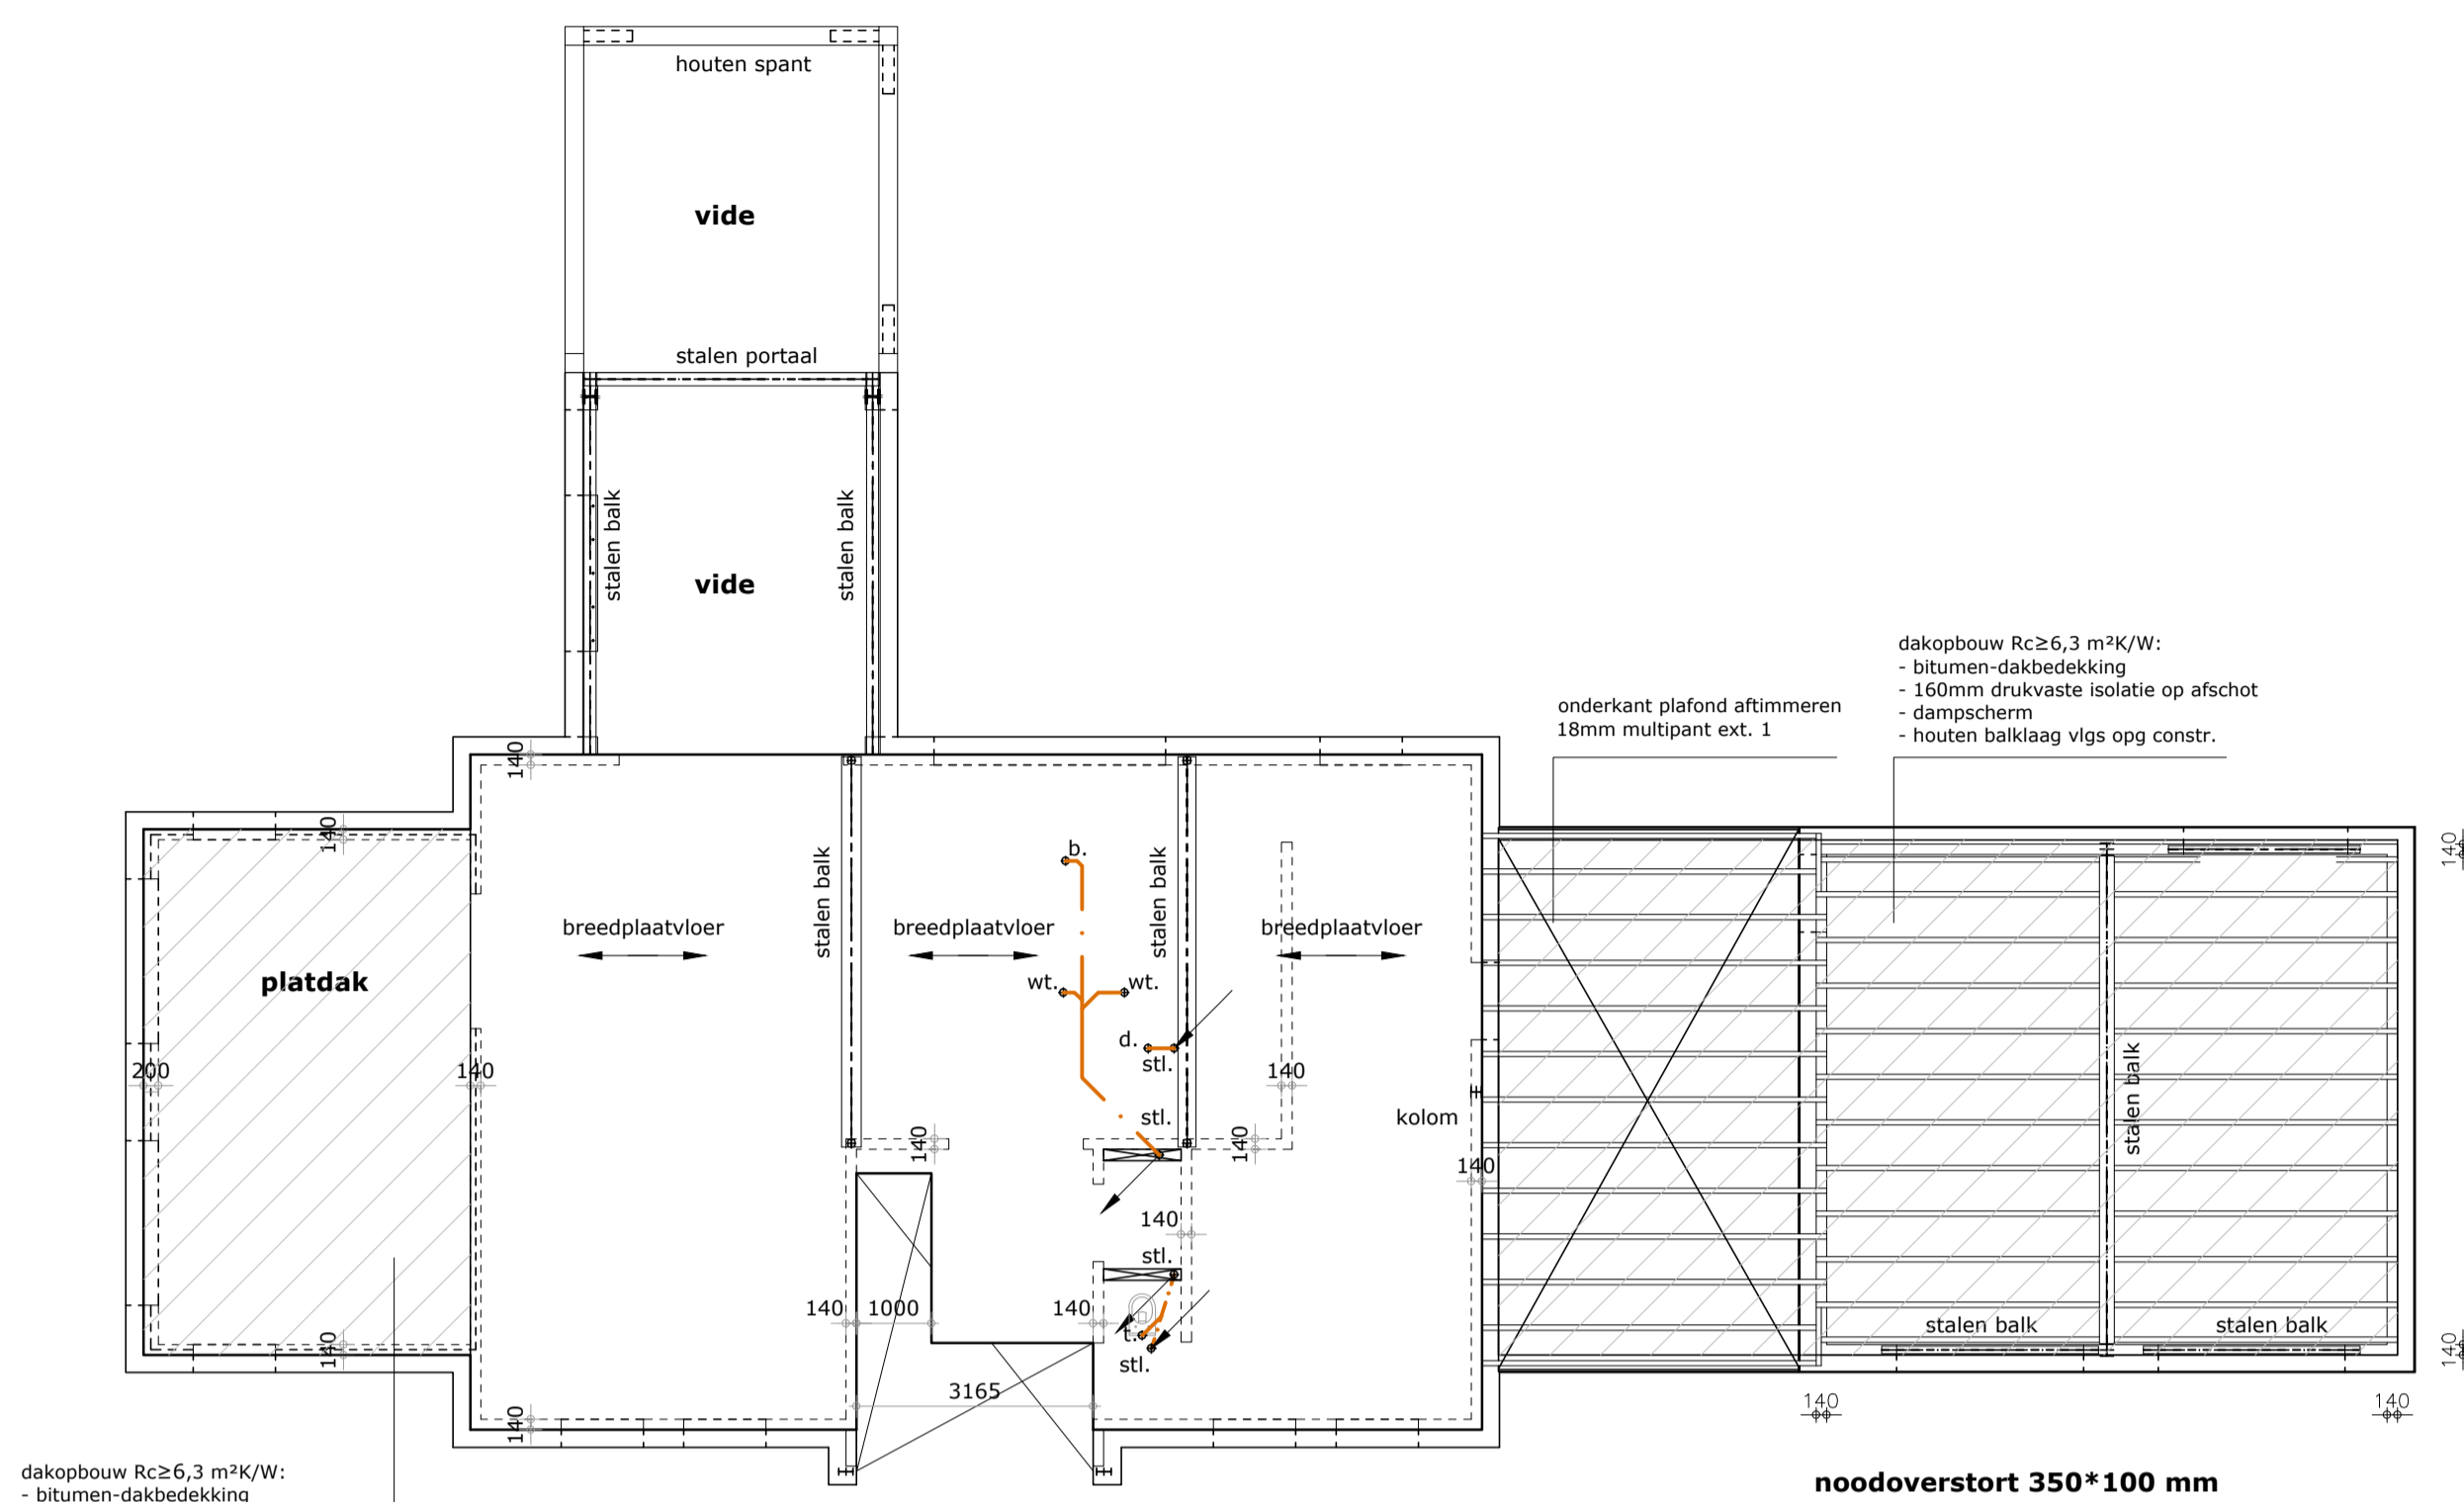 houten spant
vide
stalen portaal
stalen balk
stalen balk
vide
dakopbouw Rc≥6,3 m²K/W:
- bitumen-dakbedekking
- 160mm drukvaste isolatie op afschot
- dampscherm
- houten balklaag vlgs opg constr.
onderkant plafond aftimmeren
18mm multipant ext. 1
140
140
140
b.
stalen balk
stalen balk
breedplaatvloer
breedplaatvloer
breedplaatvloer
platdak
wt.
wt.
d.
stl.
200
140
140
stalen balk
stl.
kolom
140
140
140
140
stl.
140
1000
140
t.
stl.
stalen balk
stalen balk
140
140
3165
140
140
140
dakopbouw Rc≥6,3 m²K/W:
- bitumen-dakbedekking
noodoverstort 350*100 mm